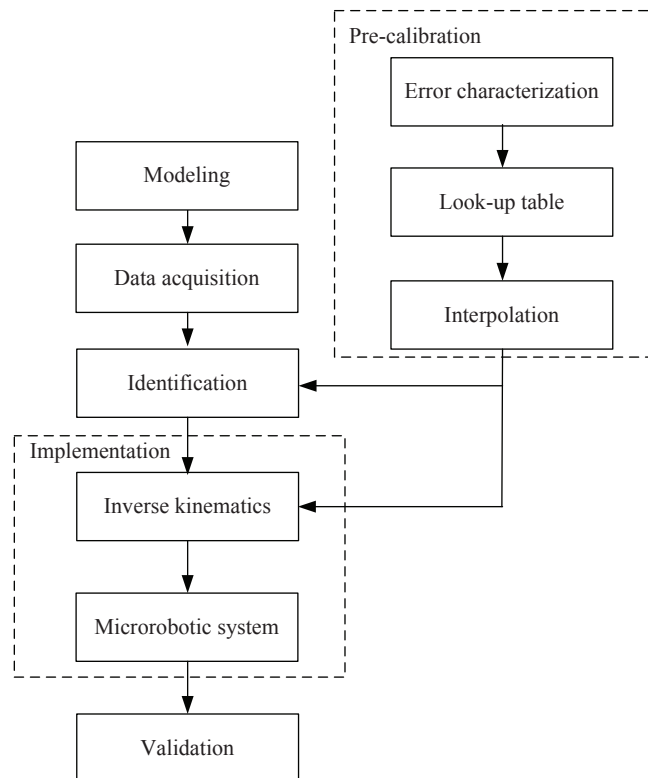 Pre-calibration
Error characterization
Look-up table
Interpolation
Modeling
Data acquisition
Identification
Implementation
Inverse kinematics
Microrobotic system
Validation